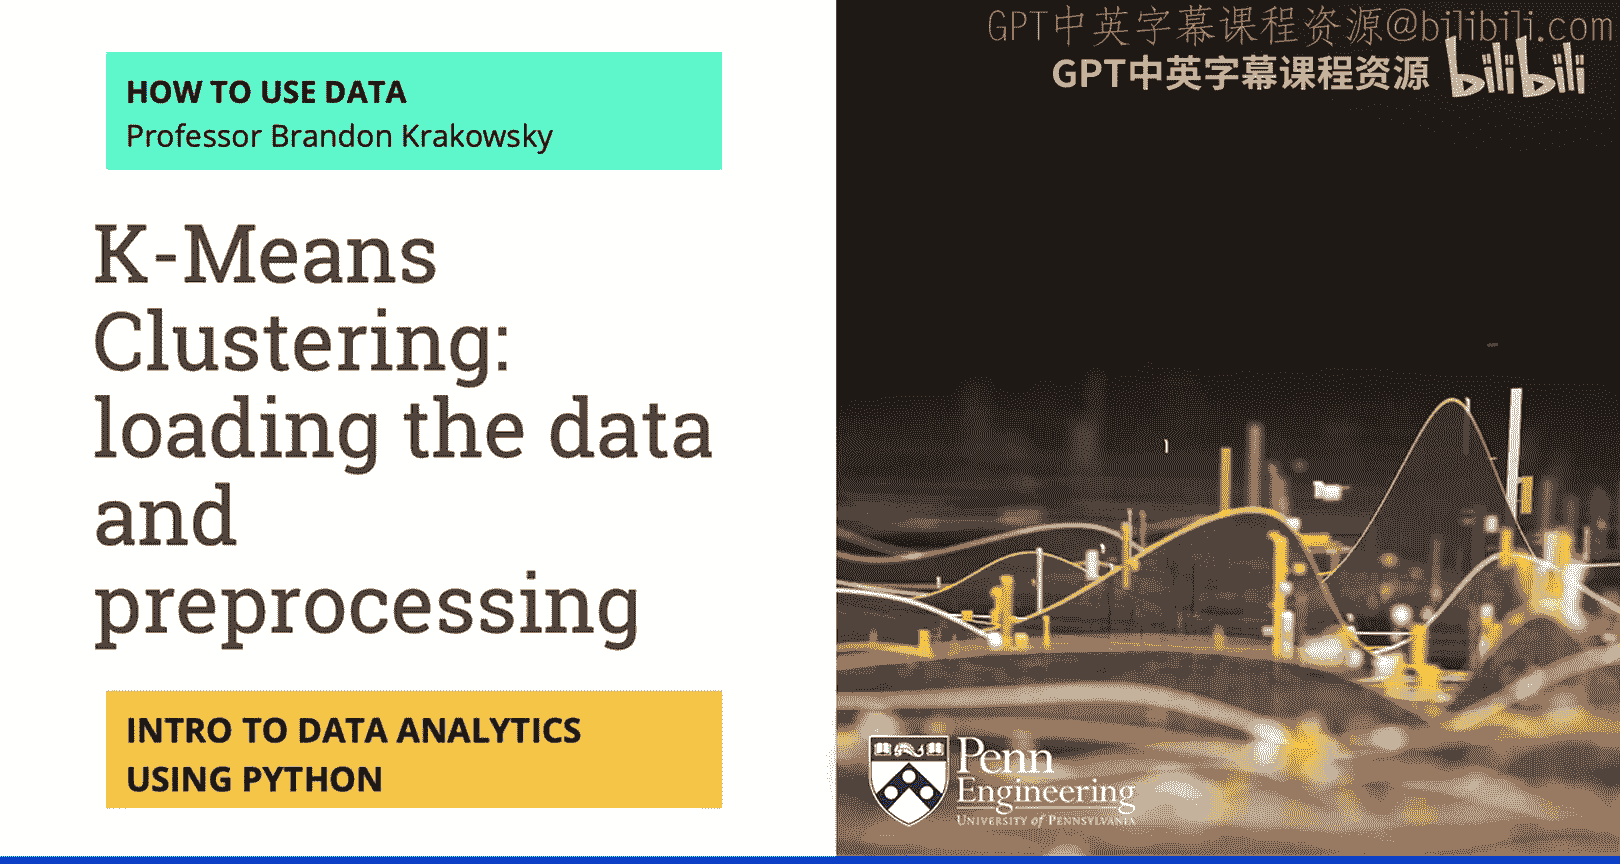 HOW TO USE DATA
Professor Brandon Krakowsky
K-Means
Clustering:
loading the data
and
preprocessing
INTRO TO DATA ANALYTICS
USING PYTHON
GPT中英字幕课程资源@bilibili.com
GPT中英字幕课程资源 bilibili
Penn
Engineering
UNIVERSITY of PENNSYLVANIA